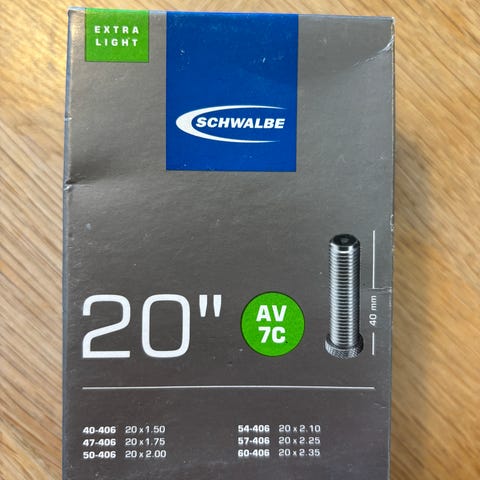 EXTRA
LIGHT
SCHWALBE
40 mm
20"
AV
7C
40-406 20 x 1.50
47-406 20 x 1.75
50-406 20 x 2.00
54-406 20 x 2.10
57-406 20 x 2.25
60-406 20 x 2.35